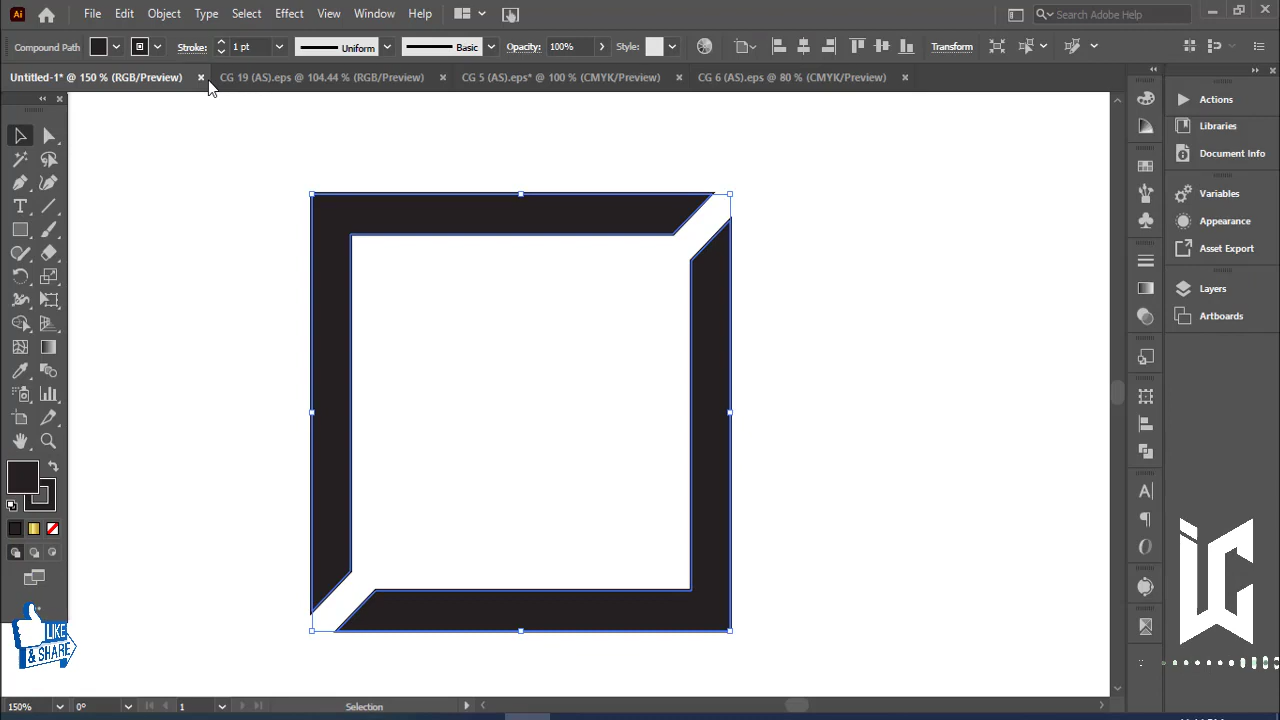 Ai File Edit Object Type Select Effect View Window Help Search Adobe Help
Compound Path Stroke: 1 pt Uniform Basic Opacity: 100% Style: Transform
Untitled-1* @ 150 % (RGB/Preview) × CG 19 (AS).eps @ 104.44 % (RGB/Preview) × CG 5 (AS).eps* @ 100 % (CMYK/Preview) × CG 6 (AS).eps @ 80 % (CMYK/Preview) ×
Actions
Libraries
Document Info
Variables
Appearance
Asset Export
Layers
Artboards
LIKE
& SHARE
150% 0° 1 Selection